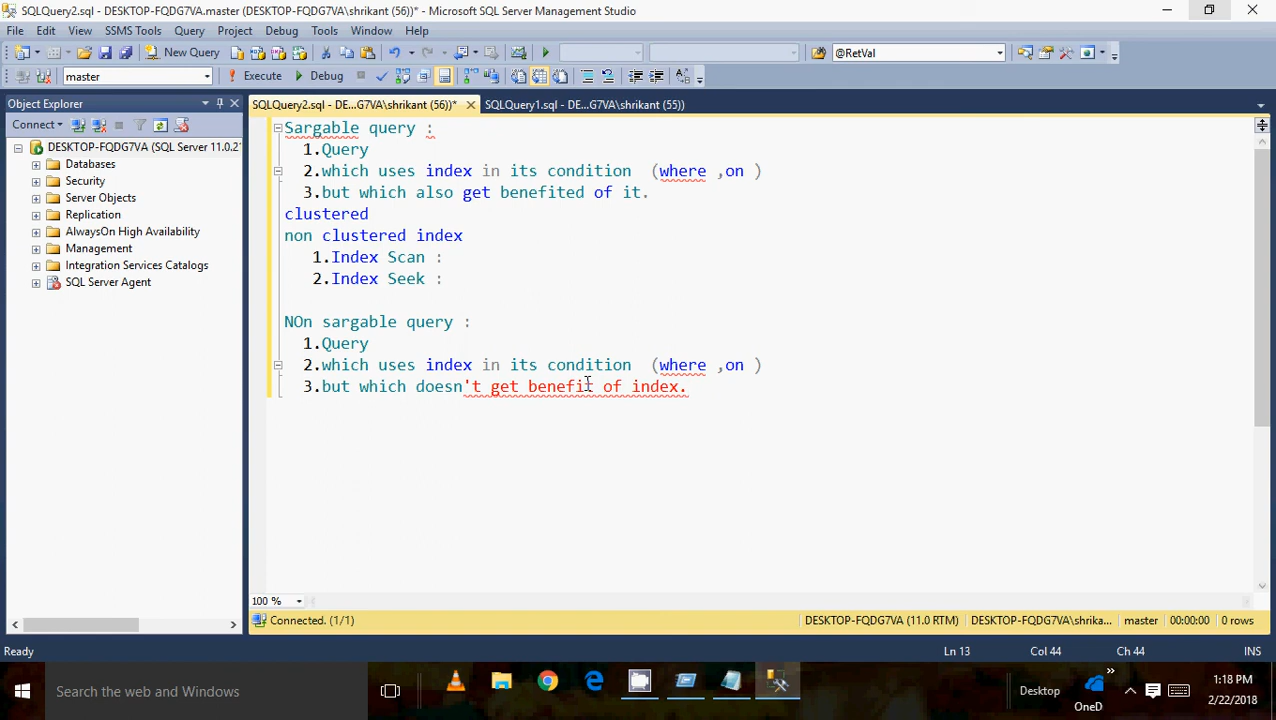 SQLQuery2.sql - DESKTOP-FQDG7VA.master (DESKTOP-FQDG7VA\shrikant (56))* - Microsoft SQL Server Management Studio
File Edit View SSMS Tools Query Project Debug Tools Window Help
New Query @RetVal
master Execute Debug
Object Explorer
SQLQuery2.sql - DE...G7VA\shrikant (56))* SQLQuery1.sql - DE...G7VA\shrikant (55))
Connect
DESKTOP-FQDG7VA (SQL Server 11.0.21
Databases
Security
Server Objects
Replication
AlwaysOn High Availability
Management
Integration Services Catalogs
SQL Server Agent
Sargable query :
1.Query
2.which uses index in its condition (where ,on )
3.but which also get benefited of it.
clustered
non clustered index
1.Index Scan :
2.Index Seek :
NOn sargable query :
1.Query
2.which uses index in its condition (where ,on )
3.but which doesn't get benefit of index.
100 %
Connected. (1/1) DESKTOP-FQDG7VA (11.0 RTM) DESKTOP-FQDG7VA\shrika... master 00:00:00 0 rows
Ready Ln 13 Col 44 Ch 44 INS
Search the web and Windows Desktop OneD 1:18 PM
2/22/2018